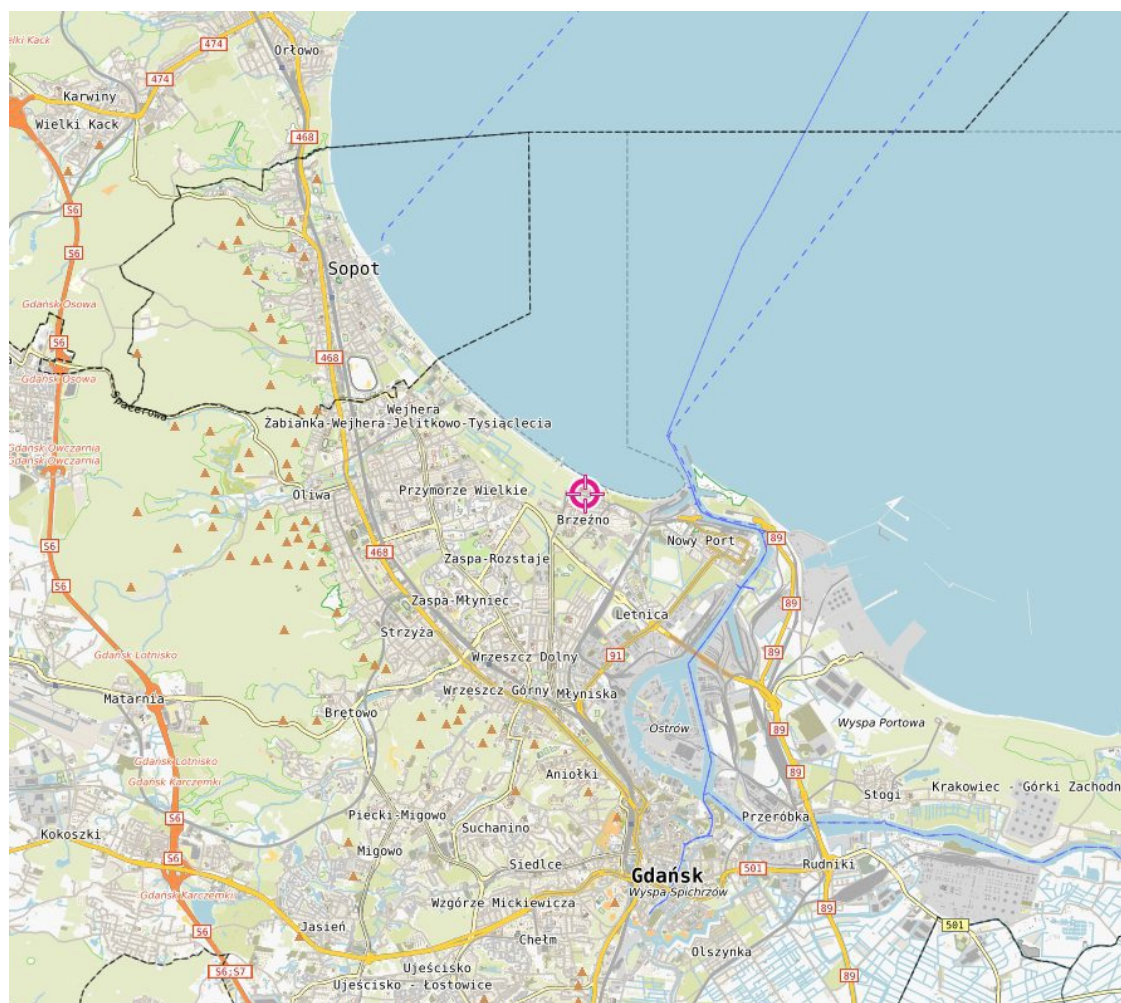 474
Orłowo
474
Karwiny
Wielki Kack
468
S6
S6
Sopot
Gdańsk Osowa
S6
468
Gdańsk Osowa
Spacerowa
Wejhera
Żabianka-Wejhera-Jelitkowo-Tysiąclecia
Gdańsk Owczarnia
Gdańsk Owczarnia
Oliwa
Przymorze Wielkie
Brzeźno
89
Nowy Port
S6
468
Zaspa-Rozstaje
S6
Zaspa-Młyniec
89
Letnica
Strzyża
89
Gdańsk Lotnisko
Wrzeszcz Dolny
91
Matarnia
Wrzeszcz Górny
Młyniska
Brętowo
Ostrów
89
Wyspa Portowa
Gdańsk Lotnisko
Gdańsk Karczemki
Aniołki
89
Krakowiec - Górki Zachodn
Stogi
Kokoszki
S6
Piecki-Migowo
Przeróbka
Suchanino
Migowo
S6
Siedlce
Rudniki
501
Gdańsk
Wyspa Spichrzów
Gdańsk Karczemki
Wzgórze Mickiewicza
89
Jasień
S6
501
Chełm
Olszynka
S6;S7
Ujeścisko
89
Ujeścisko - Łostowice